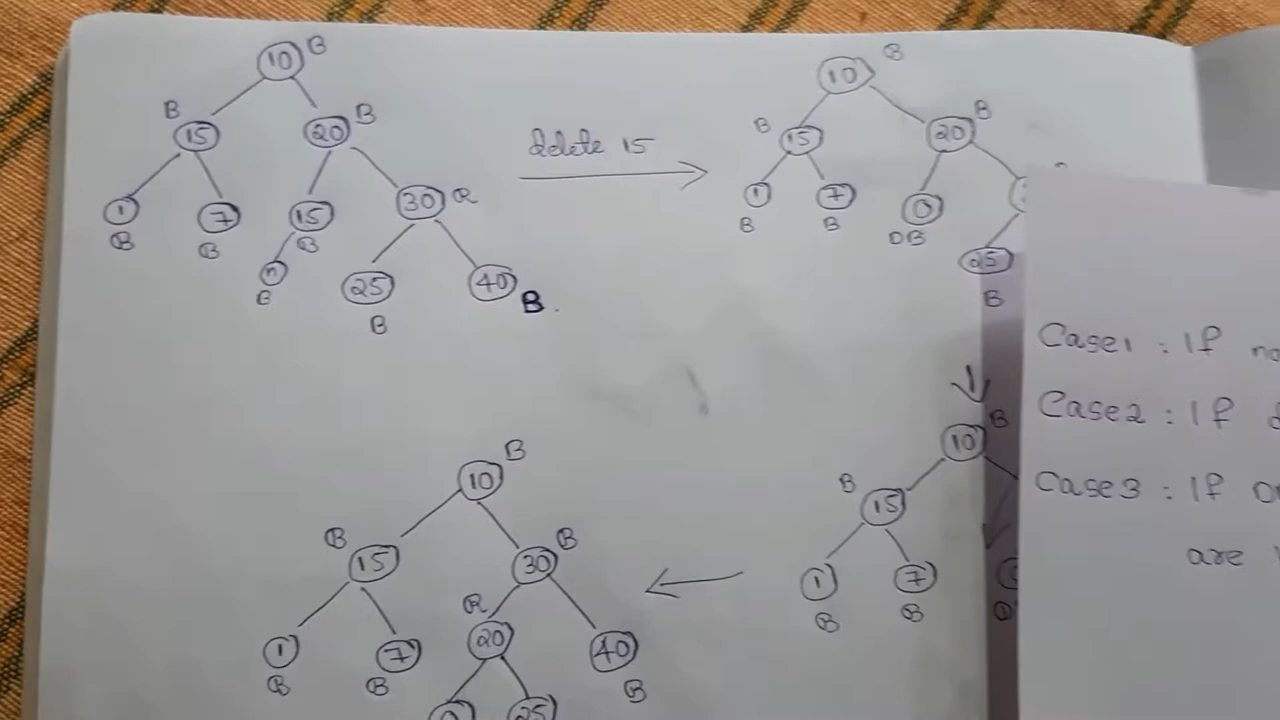 10 B
B 15 20 B
1 7 15 30 R
B B B
n 25 40
B B B.
delete 15
10 B
B 15 20 B
1 7
B B DB
25
B
10 B
B 15
1 7
B B
10 B
B 15 30 B
R
1 7 20 40
B B B
25
Case1 : If
Case2 : If
Case3 : If
are